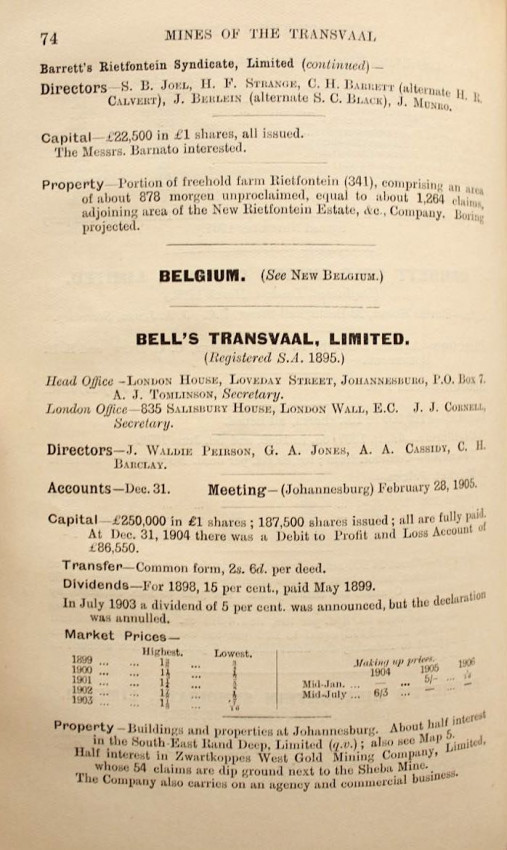 74 MINES OF THE TRANSVAAL
Barrett's Rietfontein Syndicate, Limited (continued)—
Directors—S. B. JOEL, H. F. STRANGE, C. H. BARRETT (alternate H. R.
CALVERT), J. BERLEIN (alternate S. C. BLACK), J. MUNRO.
Capital—£22,500 in £1 shares, all issued.
The Messrs. Barnato interested.
Property—Portion of freehold farm Rietfontein (341), comprising an area
of about 878 morgen unproclaimed, equal to about 1,264 claims,
adjoining area of the New Rietfontein Estate, &c., Company. Boring
projected.
BELGIUM. (See NEW BELGIUM.)
BELL'S TRANSVAAL, LIMITED.
(Registered S.A. 1895.)
Head Office—LONDON HOUSE, LOVEDAY STREET, JOHANNESBURG, P.O. Box 7.
A. J. TOMLINSON, Secretary.
London Office—835 SALISBURY HOUSE, LONDON WALL, E.C. J. J. CORNELL,
Secretary.
Directors—J. WALDIE PEIRSON, G. A. JONES, A. A. CASSIDY, C. H.
BARCLAY.
Accounts—Dec. 31. Meeting—(Johannesburg) February 28, 1905.
Capital—£250,000 in £1 shares; 187,500 shares issued; all are fully paid.
At Dec. 31, 1904 there was a Debit to Profit and Loss Account of
£86,550.
Transfer—Common form, 2s. 6d. per deed.
Dividends—For 1898, 15 per cent., paid May 1899.
In July 1903 a dividend of 5 per cent. was announced, but the declaration
was annulled.
Market Prices—
Highest. Lowest.
1899 ... ... ...
1900 ... ... ...
1901 ... ... ...
1902 ... ... ...
1903 ... ... ...
Making up prices.
1904 1905 1906
Mid-Jan. ... — ... 5/- ...
Mid-July ... 6/3 ... — ... —
Property—Buildings and properties at Johannesburg. About half interest
in the South-East Rand Deep, Limited (q.v.); also see Map 5.
Half interest in Zwartkoppes West Gold Mining Company, Limited,
whose 54 claims are dip ground next to the Sheba Mine.
The Company also carries on an agency and commercial business.